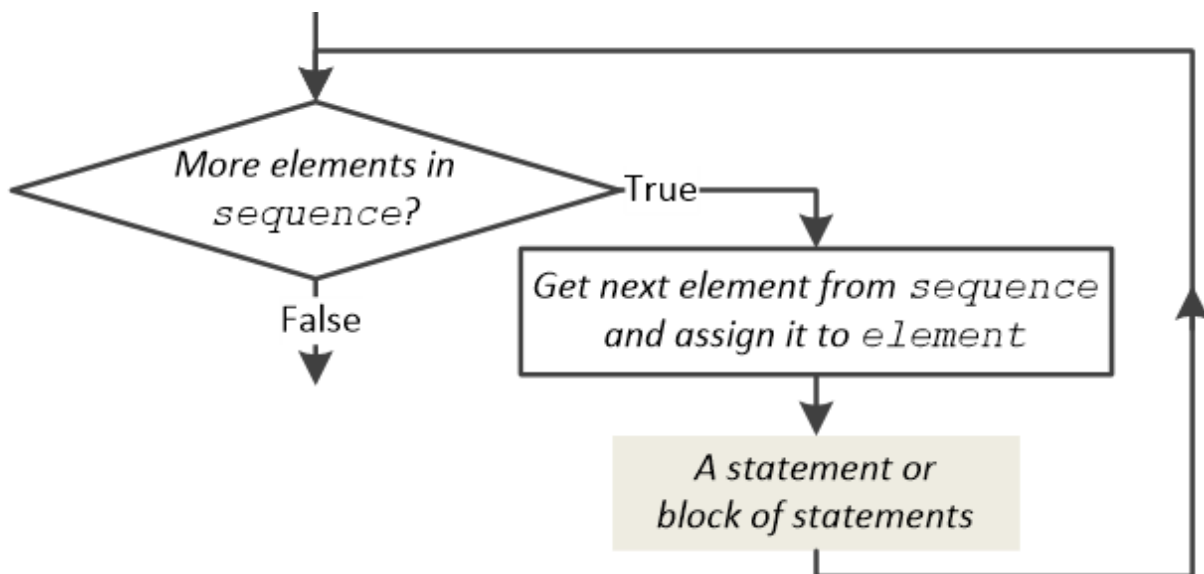 More elements in
sequence?
True
False
Get next element from sequence
and assign it to element
A statement or
block of statements